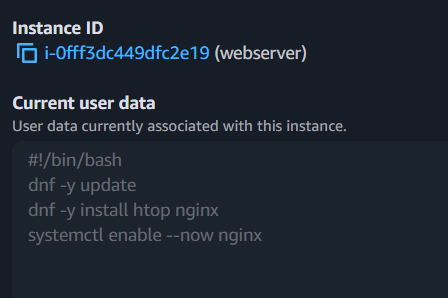 Instance ID
i-0fff3dc449dfc2e19 (webserver)
Current user data
User data currently associated with this instance.
#!/bin/bash
dnf -y update
dnf -y install htop nginx
systemctl enable --now nginx